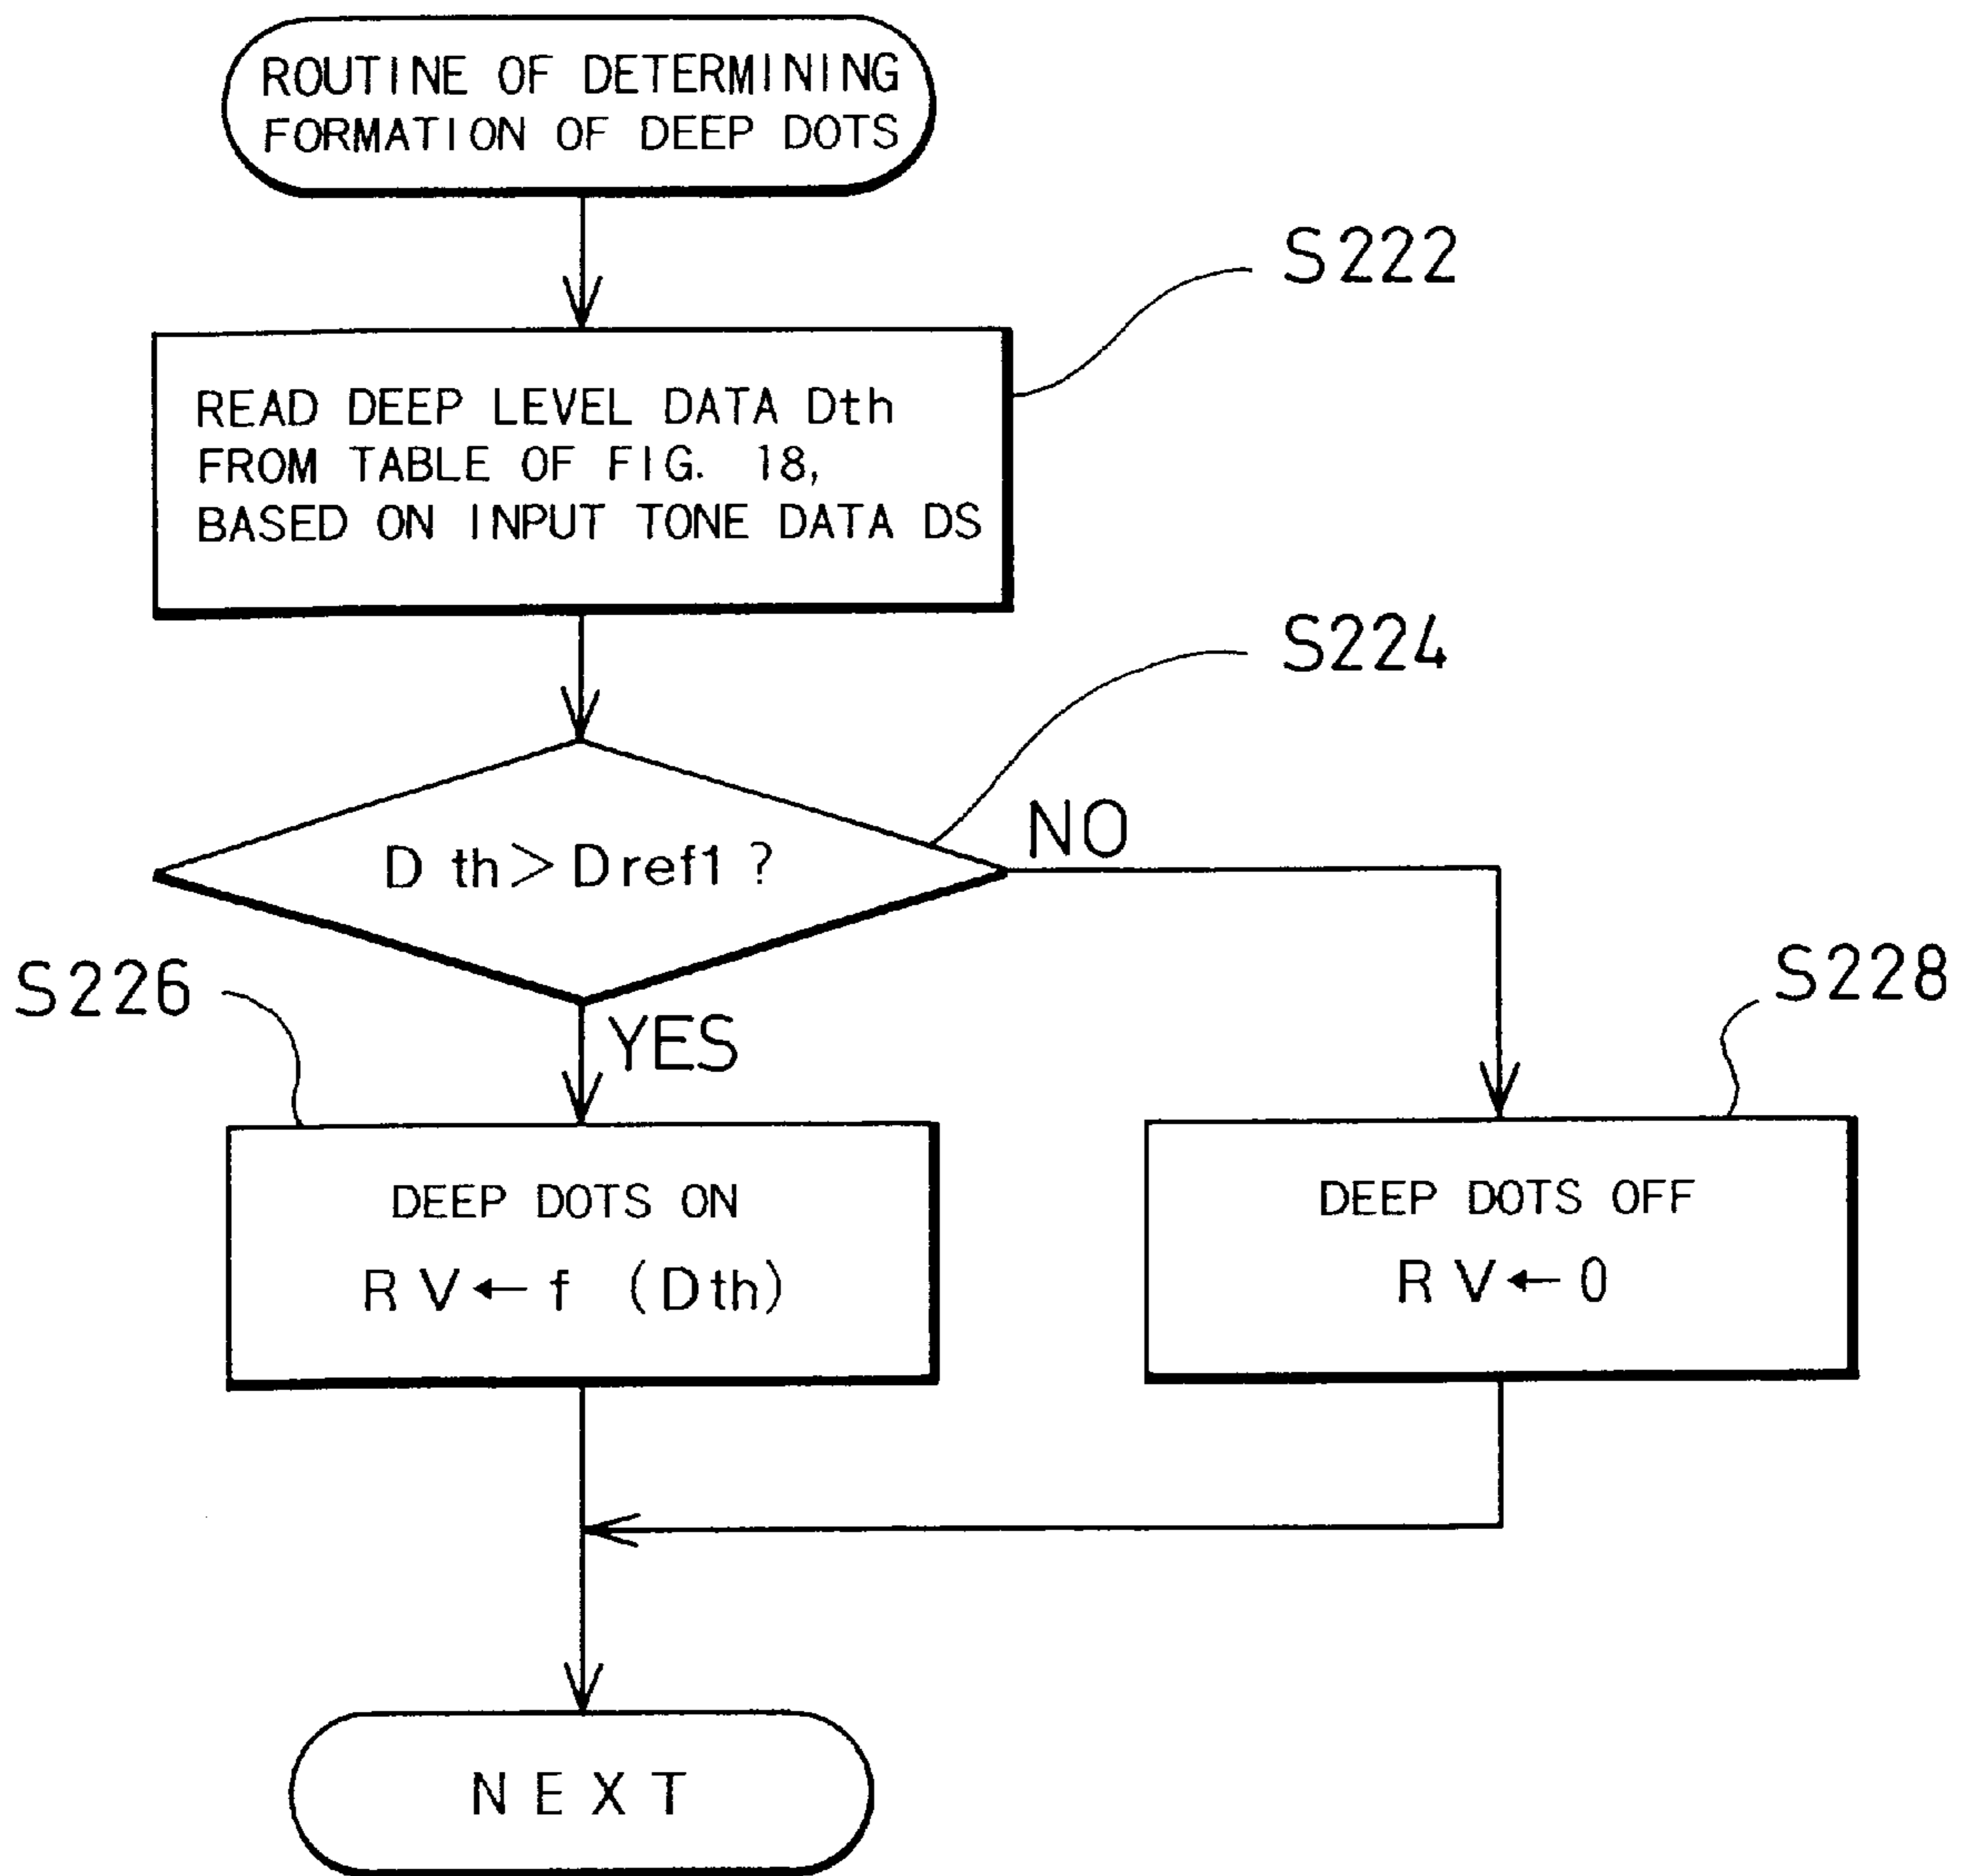 ROUTINE OF DETERMINING
FORMATION OF DEEP DOTS
S222
READ DEEP LEVEL DATA Dth
FROM TABLE OF FIG. 18,
BASED ON INPUT TONE DATA DS
S224
Dth>Dref1?
NO
S226
YES
S228
DEEP DOTS ON
RV←f (Dth)
DEEP DOTS OFF
RV←0
NEXT